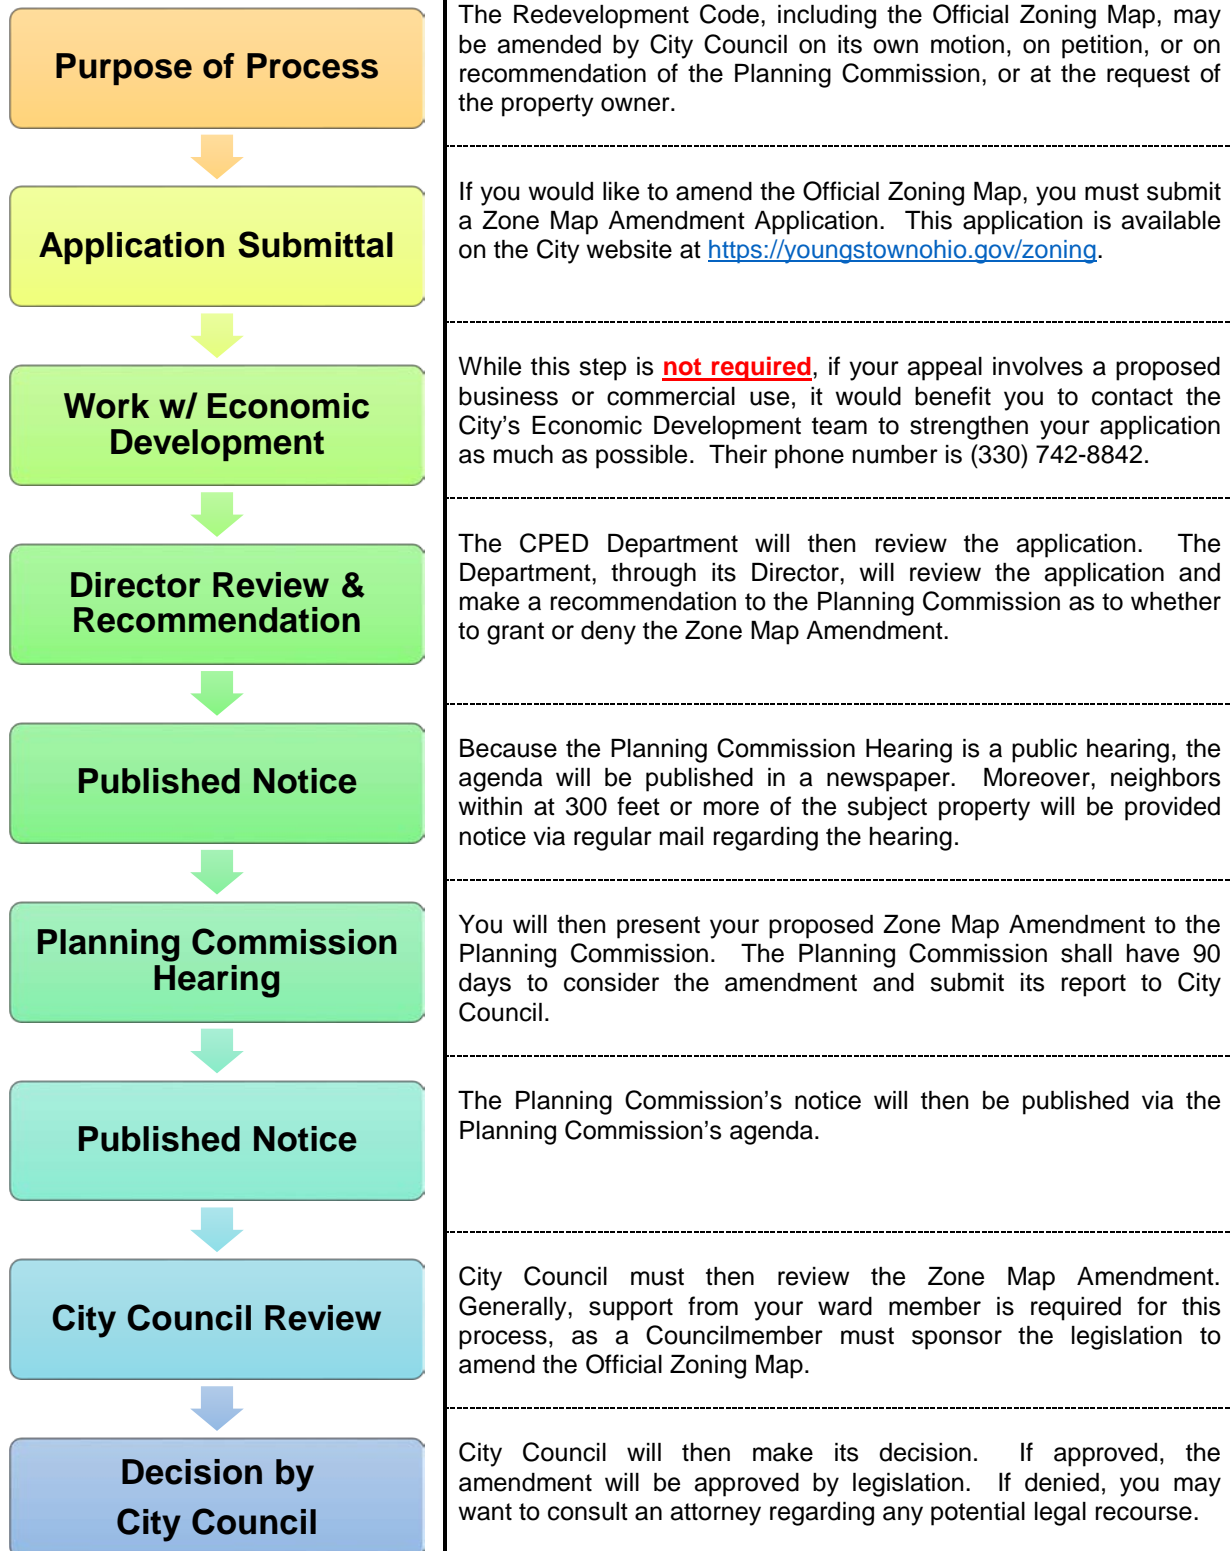 Purpose of Process
The Redevelopment Code, including the Official Zoning Map, may
be amended by City Council on its own motion, on petition, or on
recommendation of the Planning Commission, or at the request of
the property owner.
Application Submittal
If you would like to amend the Official Zoning Map, you must submit
a Zone Map Amendment Application. This application is available
on the City website at https://youngstownohio.gov/zoning.
Work w/ Economic
Development
While this step is not required, if your appeal involves a proposed
business or commercial use, it would benefit you to contact the
City’s Economic Development team to strengthen your application
as much as possible. Their phone number is (330) 742-8842.
Director Review &
Recommendation
The CPED Department will then review the application. The
Department, through its Director, will review the application and
make a recommendation to the Planning Commission as to whether
to grant or deny the Zone Map Amendment.
Published Notice
Because the Planning Commission Hearing is a public hearing, the
agenda will be published in a newspaper. Moreover, neighbors
within at 300 feet or more of the subject property will be provided
notice via regular mail regarding the hearing.
Planning Commission
Hearing
You will then present your proposed Zone Map Amendment to the
Planning Commission. The Planning Commission shall have 90
days to consider the amendment and submit its report to City
Council.
Published Notice
The Planning Commission’s notice will then be published via the
Planning Commission’s agenda.
City Council Review
City Council must then review the Zone Map Amendment.
Generally, support from your ward member is required for this
process, as a Councilmember must sponsor the legislation to
amend the Official Zoning Map.
Decision by
City Council
City Council will then make its decision. If approved, the
amendment will be approved by legislation. If denied, you may
want to consult an attorney regarding any potential legal recourse.